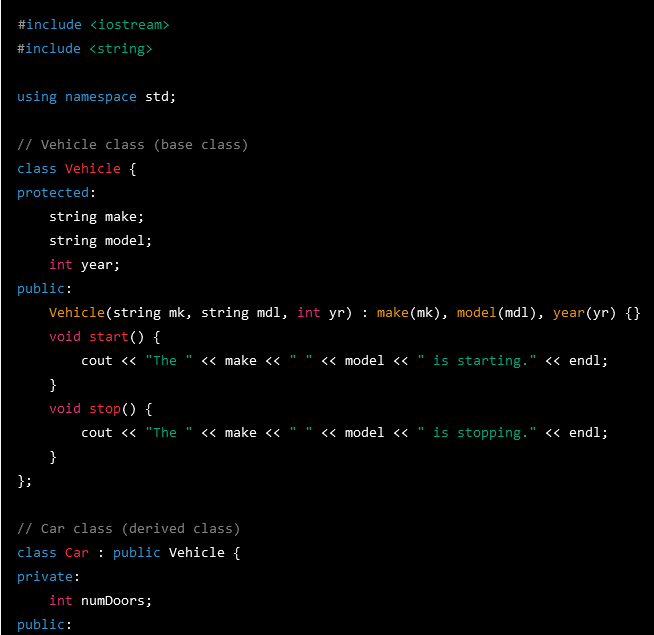 #include <iostream>
#include <string>

using namespace std;

// Vehicle class (base class)
class Vehicle {
protected:
    string make;
    string model;
    int year;
public:
    Vehicle(string mk, string mdl, int yr) : make(mk), model(mdl), year(yr) {}
    void start() {
        cout << "The " << make << " " << model << " is starting." << endl;
    }
    void stop() {
        cout << "The " << make << " " << model << " is stopping." << endl;
    }
};

// Car class (derived class)
class Car : public Vehicle {
private:
    int numDoors;
public: